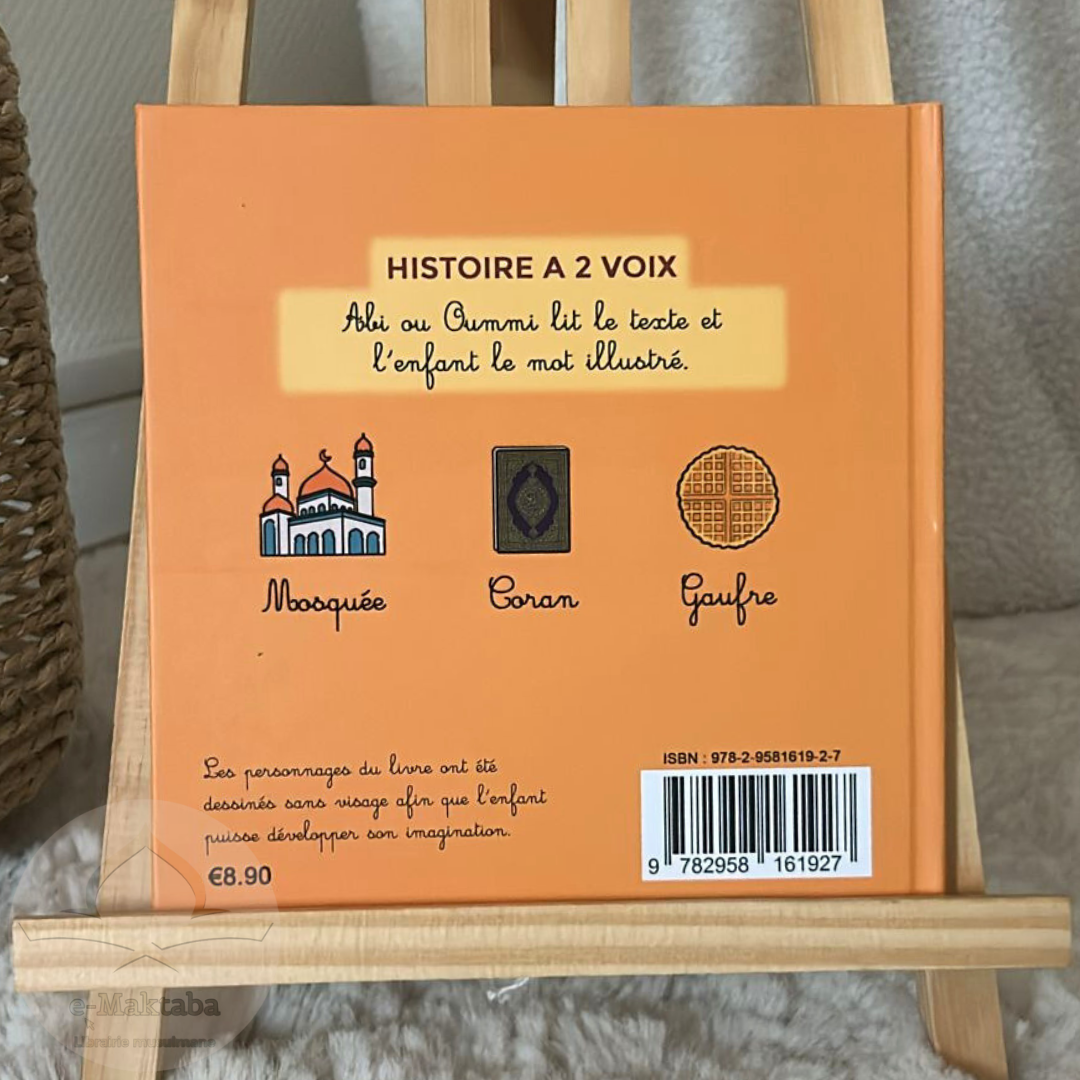 HISTOIRE A 2 VOIX
Abi ou Oummi lit le texte et
l'enfant le mot illustré.
Mosquée
Coran
Gaufre
Les personnages du livre ont été
dessinés sans visage afin que l'enfant
puisse développer son imagination.
€8.90
ISBN : 978-2-9581619-2-7
9 782958 161927
e-Maktaba
Librairie musulmane